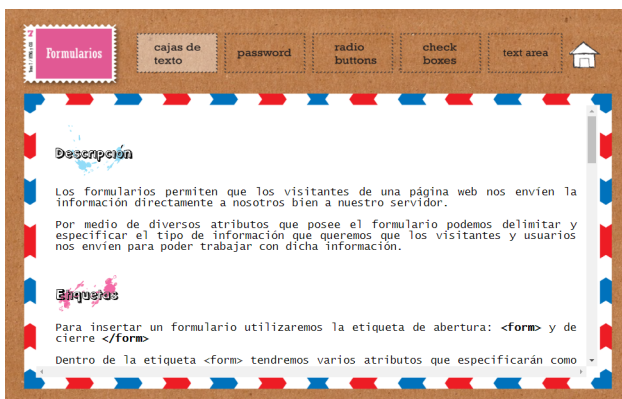 Formularios
cajas de
texto
password
radio
buttons
check
boxes
text area
Descripción
Los formularios permiten que los visitantes de una página web nos envíen la
información directamente a nosotros bien a nuestro servidor.
Por medio de diversos atributos que posee el formulario podemos delimitar y
especificar el tipo de información que queremos que los visitantes y usuarios
nos envíen para poder trabajar con dicha información.
Etiquetas
Para insertar un formulario utilizaremos la etiqueta de abertura: <form> y de
cierre </form>
Dentro de la etiqueta <form> tendremos varios atributos que especificarán como